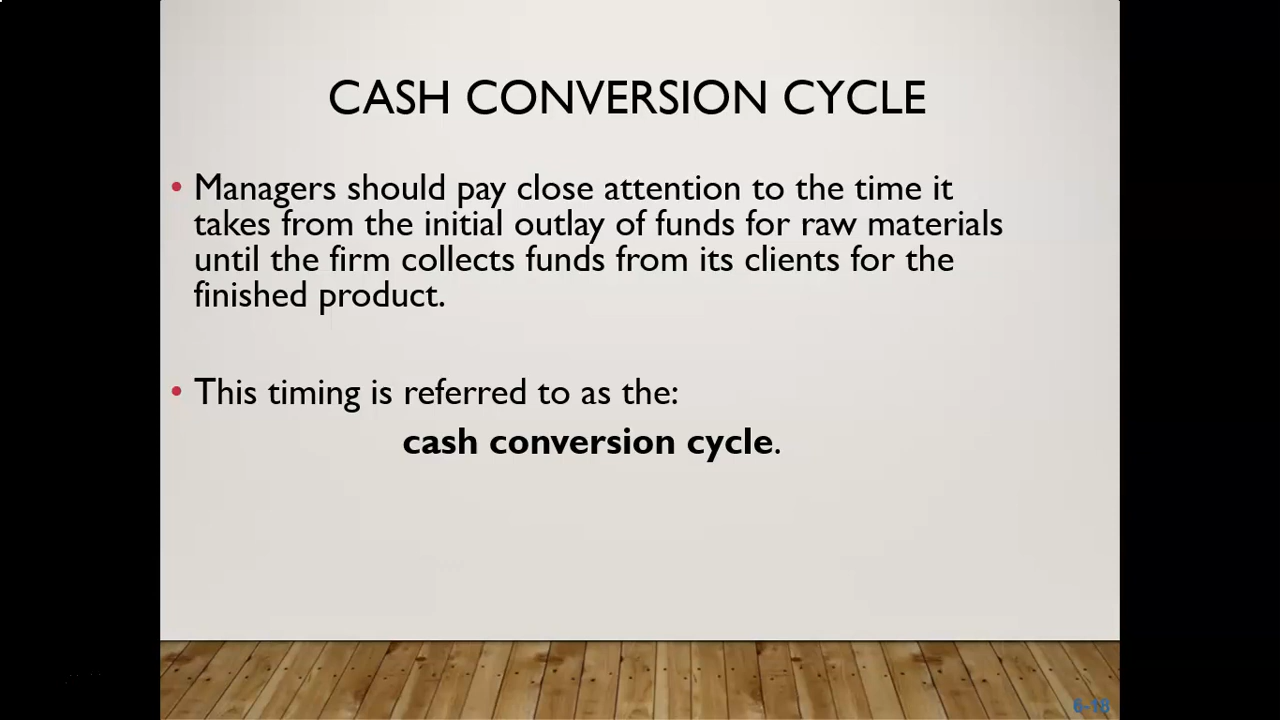 CASH CONVERSION CYCLE
• Managers should pay close attention to the time it
takes from the initial outlay of funds for raw materials
until the firm collects funds from its clients for the
finished product.
• This timing is referred to as the:
cash conversion cycle.
6-18